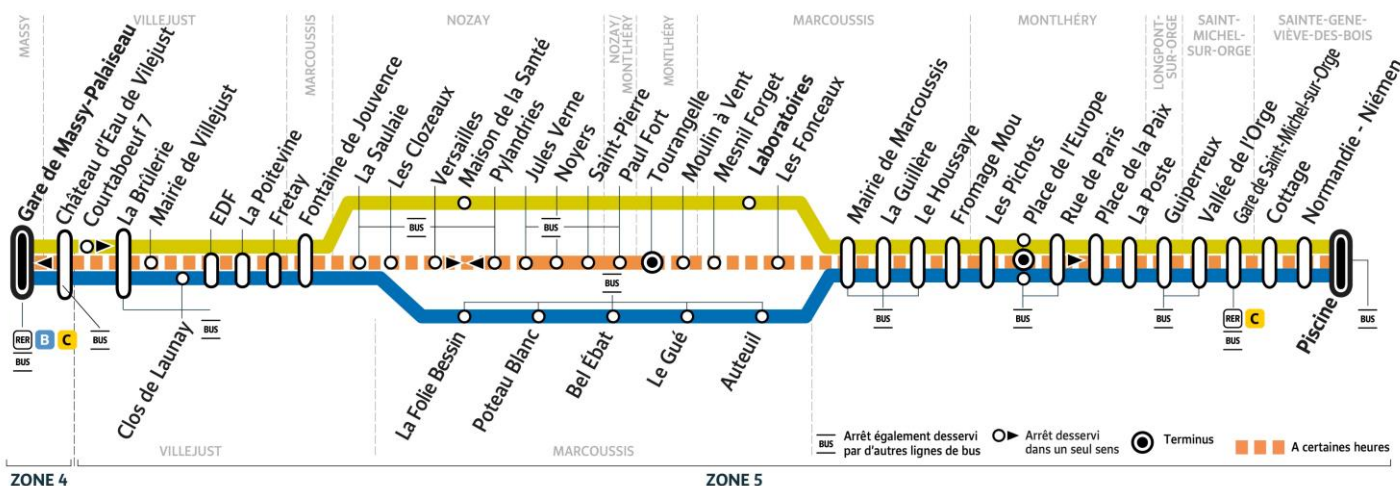 MASSY
VILLEJUST
MARCOUSSIS
NOZAY
NOZAY/
MONTLHÉRY
MONTLHÉRY
MARCOUSSIS
MONTLHÉRY
LONGPONT-
SUR-ORGE
SAINT-
MICHEL-
SUR-ORGE
SAINTE-GENE-
VIÈVE-DES-BOIS
Gare de Massy-Palaiseau
Château d'Eau de Vilejust
Courtaboeuf 7
La Brûlerie
Mairie de Villejust
EDF
La Poitevine
Fretay
Fontaine de Jouvence
La Saulaie
Les Clozeaux
Versailles
Maison de la Santé
Pylandries
Jules Verne
Noyers
Saint-Pierre
Paul Fort
Tourangelle
Moulin à Vent
Mesnil Forget
Laboratoires
Les Fonceaux
Mairie de Marcoussis
La Guillère
Le Houssaye
Fromage Mou
Les Pichots
Place de l'Europe
Rue de Paris
Place de la Paix
La Poste
Guiperreux
Vallée de l'Orge
Gare de Saint-Michel-sur-Orge
Cottage
Normandie - Niémen
BUS
BUS
BUS
RER B C
BUS
BUS
BUS
BUS
BUS
RER C
BUS
BUS
Clos de Launay
La Folie Bessin
Poteau Blanc
Bel Ébat
Le Gué
Auteuil
Piscine
VILLEJUST
MARCOUSSIS
BUS
Arrêt également desservi
par d'autres lignes de bus
Arrêt desservi
dans un seul sens
Terminus
A certaines heures
ZONE 4
ZONE 5